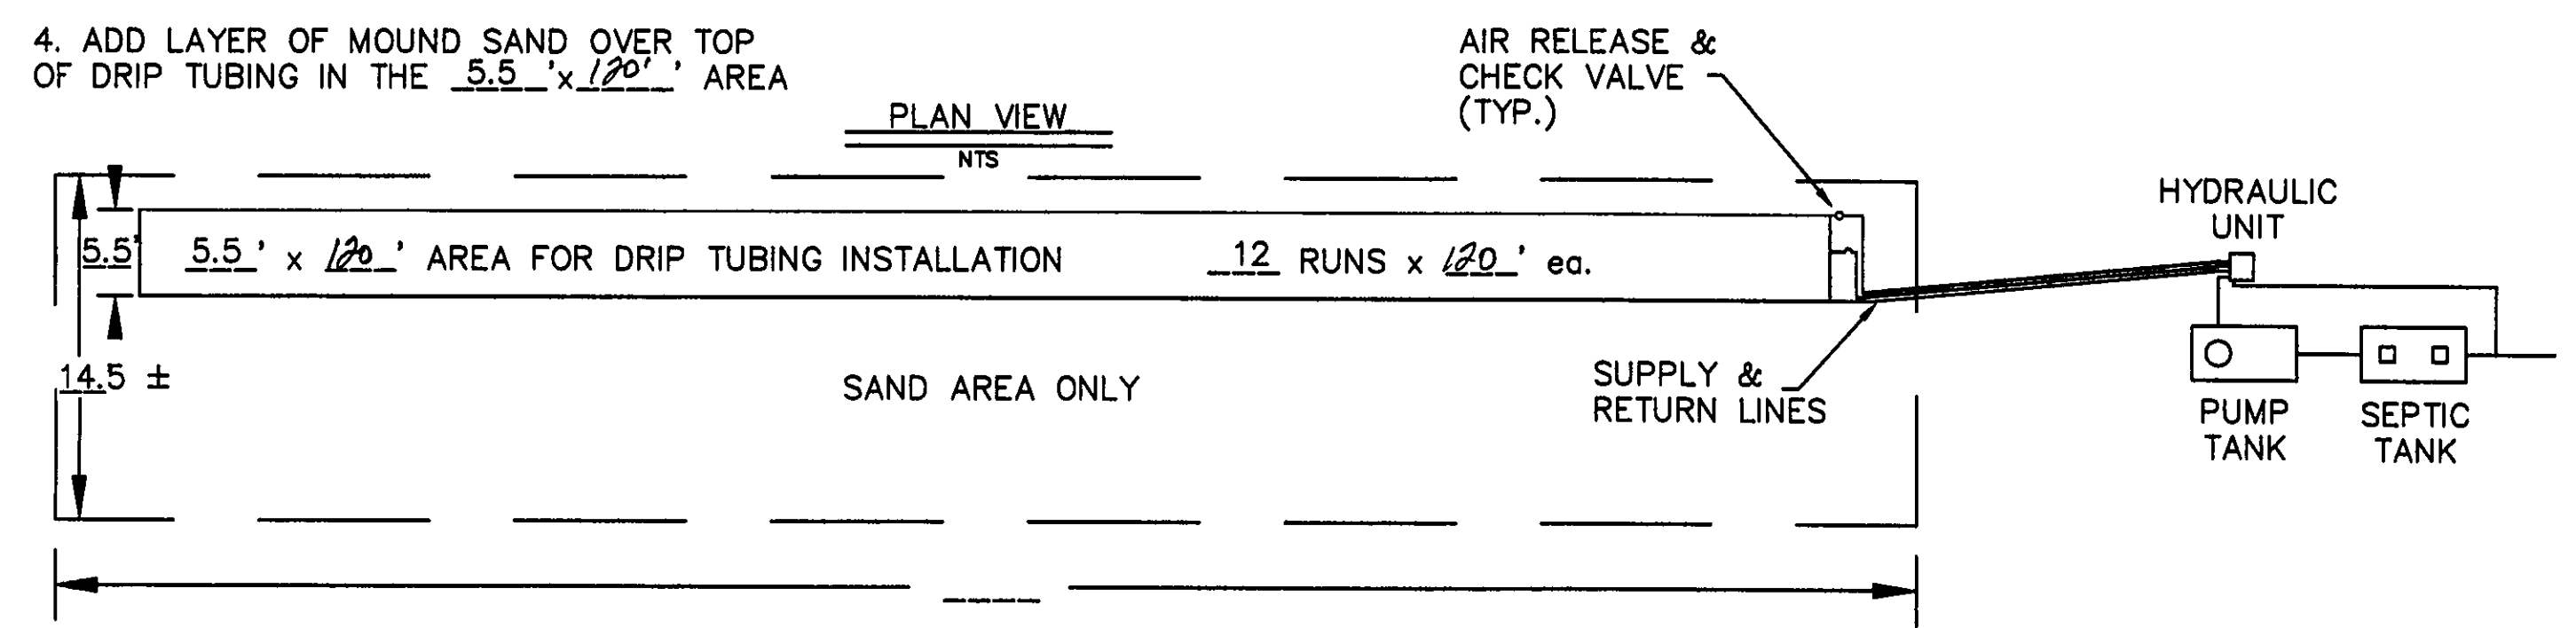 4. ADD LAYER OF MOUND SAND OVER TOP
OF DRIP TUBING IN THE 5.5 'x 120' ' AREA
PLAN VIEW
NTS
AIR RELEASE &
CHECK VALVE
(TYP.)
HYDRAULIC
UNIT
5.5'
5.5 ' x 120 ' AREA FOR DRIP TUBING INSTALLATION 12 RUNS x 120 ' ea.
14.5 ±
SAND AREA ONLY
SUPPLY &
RETURN LINES
PUMP
TANK
SEPTIC
TANK